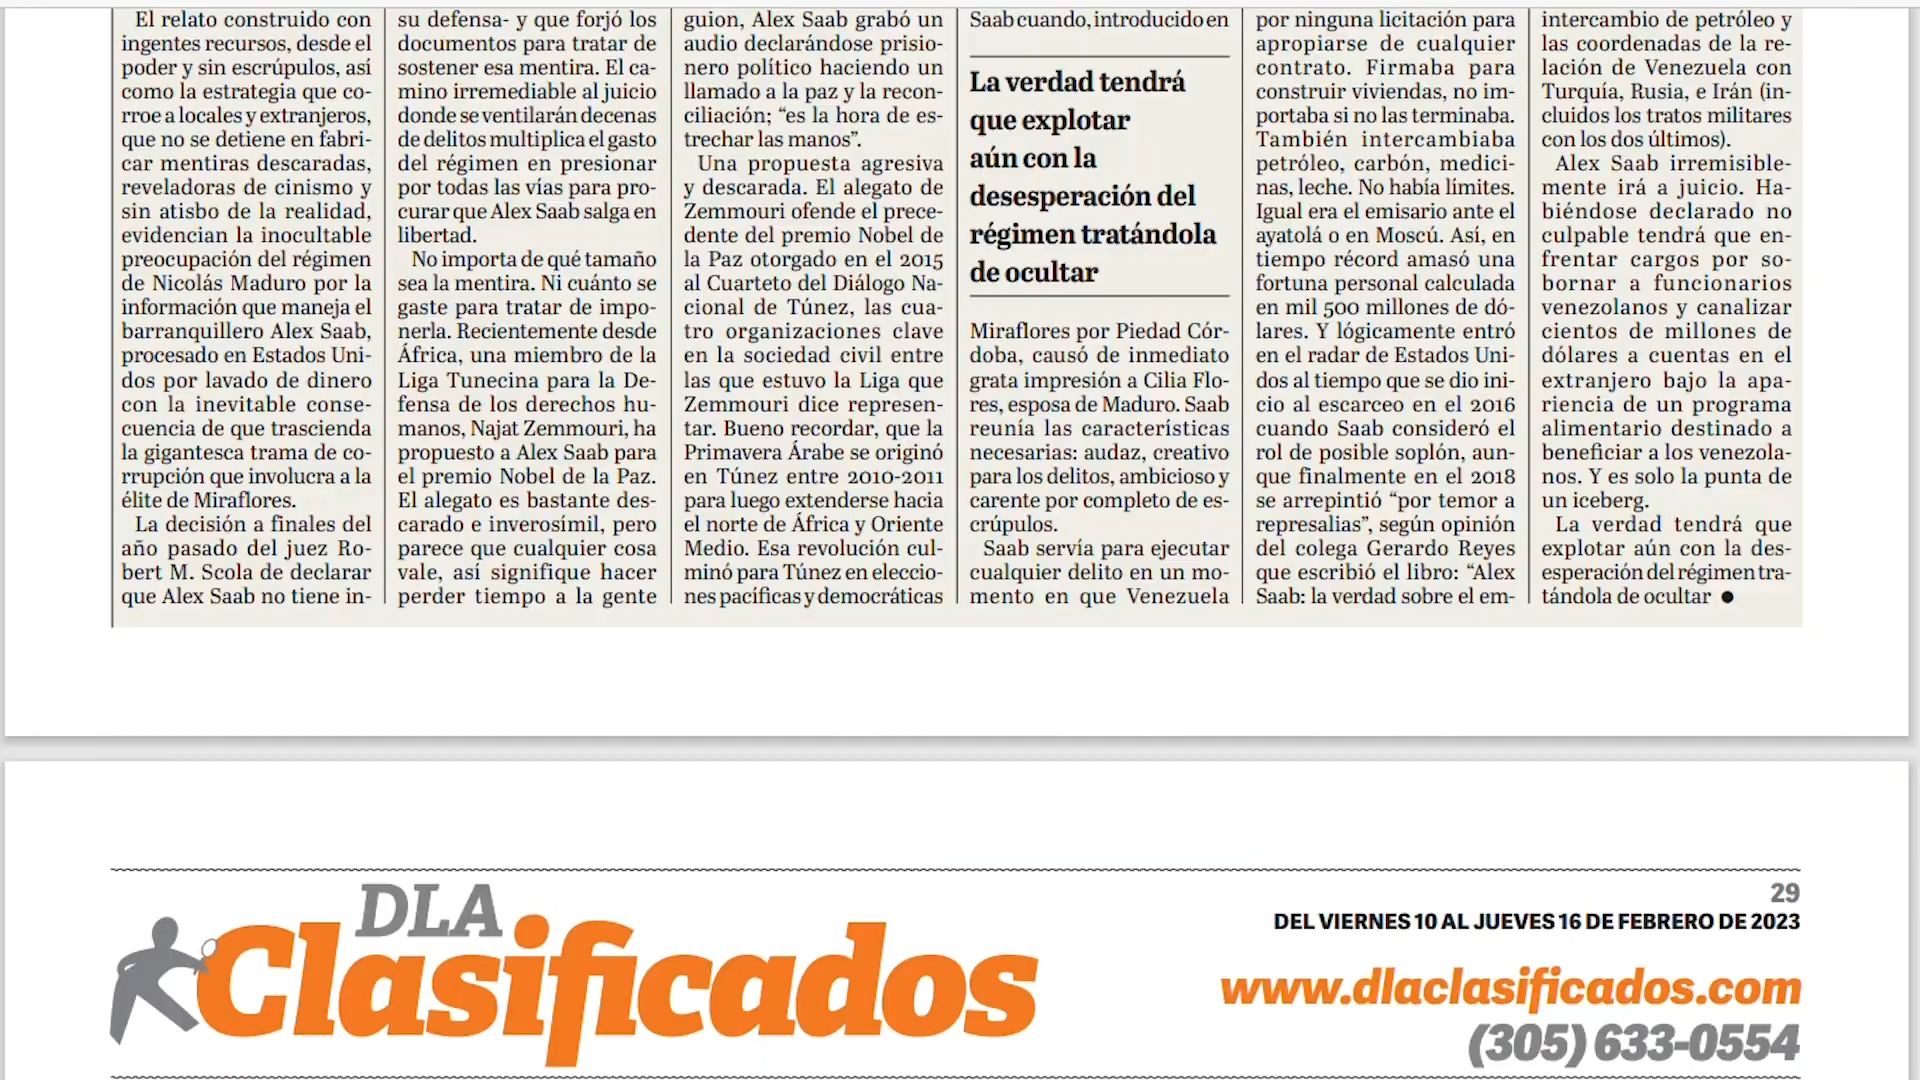 El relato construido con
ingentes recursos, desde el
poder y sin escrúpulos, así
como la estrategia que co-
rroe a locales y extranjeros,
que no se detiene en fabri-
car mentiras descaradas,
reveladoras de cinismo y
sin atisbo de la realidad,
evidencian la inocultable
preocupación del régimen
de Nicolás Maduro por la
información que maneja el
barranquillero Alex Saab,
procesado en Estados Uni-
dos por lavado de dinero
con la inevitable conse-
cuencia de que trascienda
la gigantesca trama de co-
rrupción que involucra a la
élite de Miraflores.
La decisión a finales del
año pasado del juez Ro-
bert M. Scola de declarar
que Alex Saab no tiene in-
su defensa- y que forjó los
documentos para tratar de
sostener esa mentira. El ca-
mino irremediable al juicio
donde se ventilarán decenas
de delitos multiplica el gasto
del régimen en presionar
por todas las vías para pro-
curar que Alex Saab salga en
libertad.
No importa de qué tamaño
sea la mentira. Ni cuánto se
gaste para tratar de impo-
nerla. Recientemente desde
África, una miembro de la
Liga Tunecina para la De-
fensa de los derechos hu-
manos, Najat Zemmouri, ha
propuesto a Alex Saab para
el premio Nobel de la Paz.
El alegato es bastante des-
carado e inverosímil, pero
parece que cualquier cosa
vale, así signifique hacer
perder tiempo a la gente
guion, Alex Saab grabó un
audio declarándose prisio-
nero político haciendo un
llamado a la paz y la recon-
ciliación; “es la hora de es-
trechar las manos”.
Una propuesta agresiva
y descarada. El alegato de
Zemmouri ofende el prece-
dente del premio Nobel de
la Paz otorgado en el 2015
al Cuarteto del Diálogo Na-
cional de Túnez, las cua-
tro organizaciones clave
en la sociedad civil entre
las que estuvo la Liga que
Zemmouri dice represen-
tar. Bueno recordar, que la
Primavera Árabe se originó
en Túnez entre 2010-2011
para luego extenderse hacia
el norte de África y Oriente
Medio. Esa revolución cul-
minó para Túnez en eleccio-
nes pacíficas y democráticas
Saab cuando, introducido en
La verdad tendrá
que explotar
aún con la
desesperación del
régimen tratándola
de ocultar
Miraflores por Piedad Cór-
doba, causó de inmediato
grata impresión a Cilia Flo-
res, esposa de Maduro. Saab
reunía las características
necesarias: audaz, creativo
para los delitos, ambicioso y
carente por completo de es-
crúpulos.
Saab servía para ejecutar
cualquier delito en un mo-
mento en que Venezuela
por ninguna licitación para
apropiarse de cualquier
contrato. Firmaba para
construir viviendas, no im-
portaba si no las terminaba.
También intercambiaba
petróleo, carbón, medici-
nas, leche. No había límites.
Igual era el emisario ante el
ayatolá o en Moscú. Así, en
tiempo récord amasó una
fortuna personal calculada
en mil 500 millones de dó-
lares. Y lógicamente entró
en el radar de Estados Uni-
dos al tiempo que se dio ini-
cio al escarceo en el 2016
cuando Saab consideró el
rol de posible soplón, aun-
que finalmente en el 2018
se arrepintió “por temor a
represalias”, según opinión
del colega Gerardo Reyes
que escribió el libro: “Alex
Saab: la verdad sobre el em-
intercambio de petróleo y
las coordenadas de la re-
lación de Venezuela con
Turquía, Rusia, e Irán (in-
cluidos los tratos militares
con los dos últimos).
Alex Saab irremisible-
mente irá a juicio. Ha-
biéndose declarado no
culpable tendrá que en-
frentar cargos por so-
bornar a funcionarios
venezolanos y canalizar
cientos de millones de
dólares a cuentas en el
extranjero bajo la apa-
riencia de un programa
alimentario destinado a
beneficiar a los venezola-
nos. Y es solo la punta de
un iceberg.
La verdad tendrá que
explotar aún con la des-
esperación del régimen tra-
tándola de ocultar ●
DLA
Clasificados
29
DEL VIERNES 10 AL JUEVES 16 DE FEBRERO DE 2023
www.dlaclasificados.com
(305) 633-0554